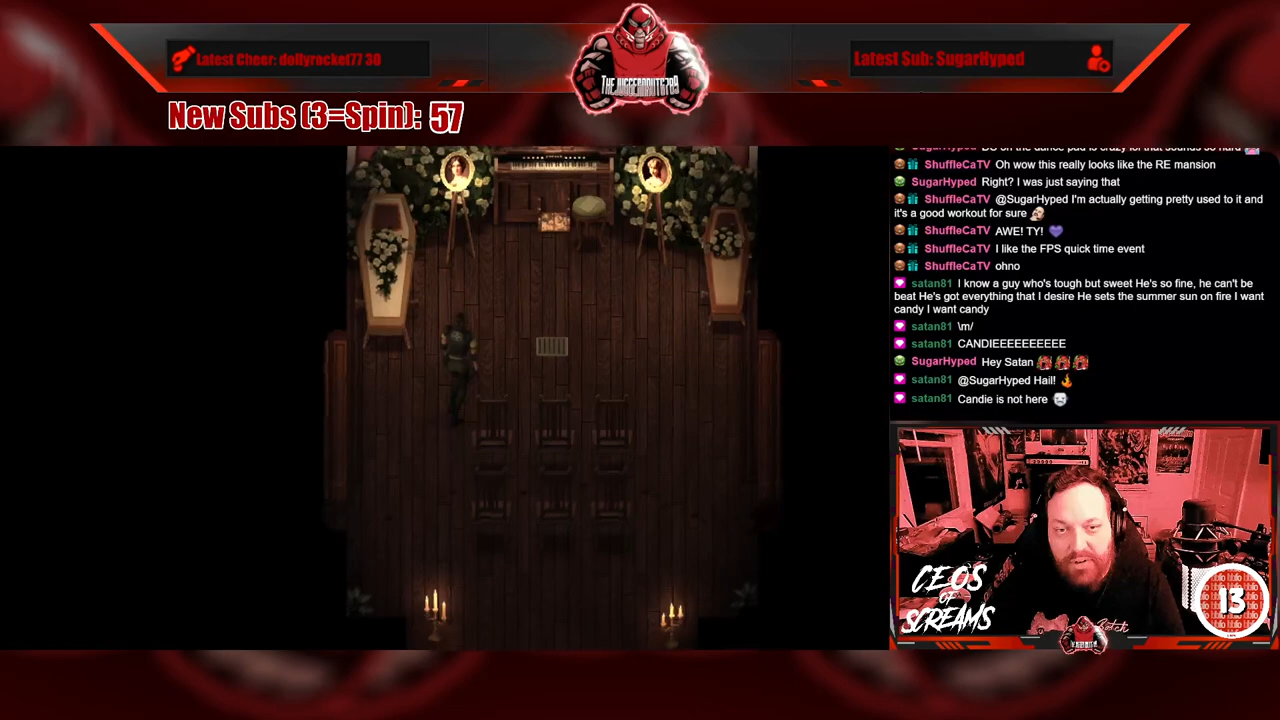 Latest Cheer: dollyrocket77 30
THEJUGGERNAUT6789
Latest Sub: SugarHyped
New Subs (3=Spin): 57
ShuffleCaTV Oh wow this really looks like the RE mansion
SugarHyped Right? I was just saying that
ShuffleCaTV @SugarHyped I'm actually getting pretty used to it and
it's a good workout for sure
ShuffleCaTV AWE! TY!
ShuffleCaTV I like the FPS quick time event
ShuffleCaTV ohno
satan81 I know a guy who's tough but sweet He's so fine, he can't be
beat He's got everything that I desire He sets the summer sun on fire I want
candy I want candy
satan81 \m/
satan81 CANDIEEEEEEEEEE
SugarHyped Hey Satan
satan81 @SugarHyped Hail!
satan81 Candie is not here
CEOS
OF
SCREAMS
13